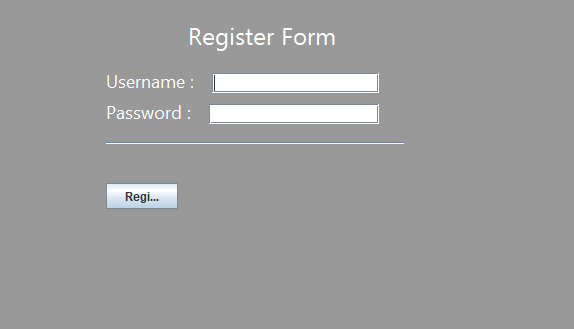 Register Form
Username :
Password :
Regi...